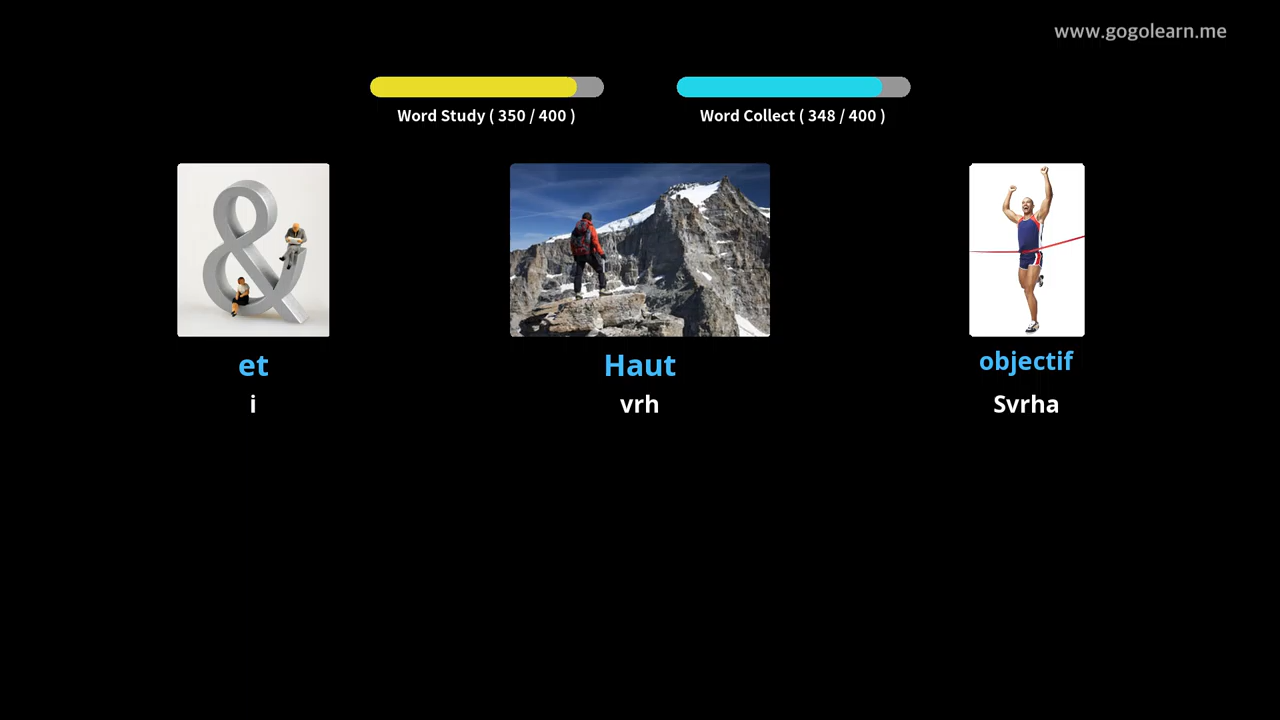 www.gogolearn.me
Word Study ( 350 / 400 )
Word Collect ( 348 / 400 )
&
et
Haut
objectif
i
vrh
Svrha